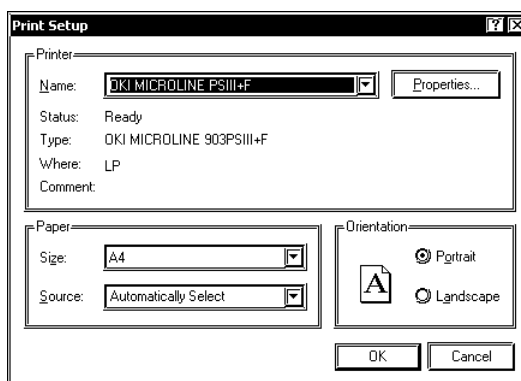 Print Setup
Printer
Name: OKI MICROLINE PSIII+F Properties...
Status: Ready
Type: OKI MICROLINE 903PSIII+F
Where: LP
Comment:
Paper
Size: A4
Source: Automatically Select
Orientation
A
Portrait
Landscape
OK Cancel